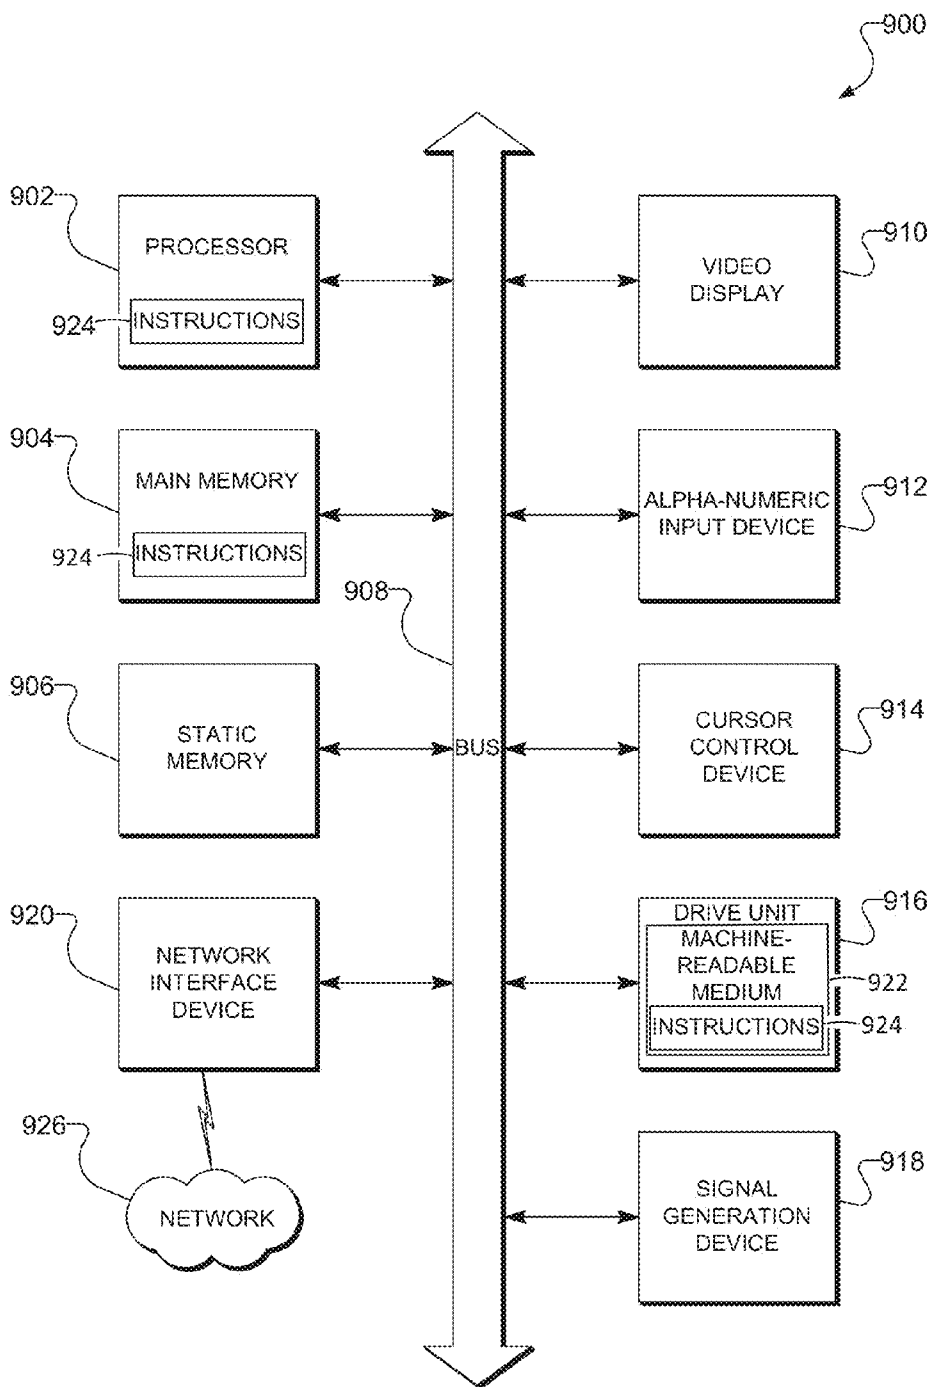 900
902
PROCESSOR
924
INSTRUCTIONS
910
VIDEO
DISPLAY
904
MAIN MEMORY
924
INSTRUCTIONS
912
ALPHA-NUMERIC
INPUT DEVICE
908
906
STATIC
MEMORY
BUS
914
CURSOR
CONTROL
DEVICE
920
NETWORK
INTERFACE
DEVICE
916
DRIVE UNIT
MACHINE-
READABLE
MEDIUM
922
INSTRUCTIONS
924
926
NETWORK
918
SIGNAL
GENERATION
DEVICE